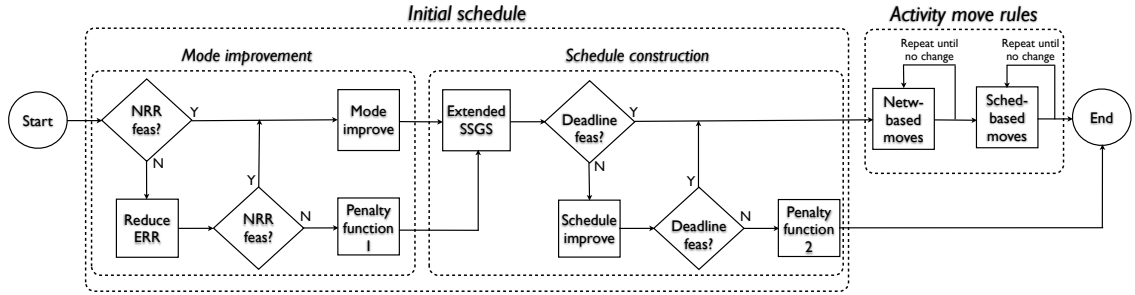 Initial schedule
Activity move rules
Mode improvement
Schedule construction
Repeat until
no change
Repeat until
no change
Start
NRR
feas?
Y
N
Mode
improve
Extended
SSGS
Deadline
feas?
Y
N
Netw-
based
moves
Sched-
based
moves
End
Reduce
ERR
NRR
feas?
Y
N
Penalty
function
1
Schedule
improve
Deadline
feas?
Y
N
Penalty
function
2